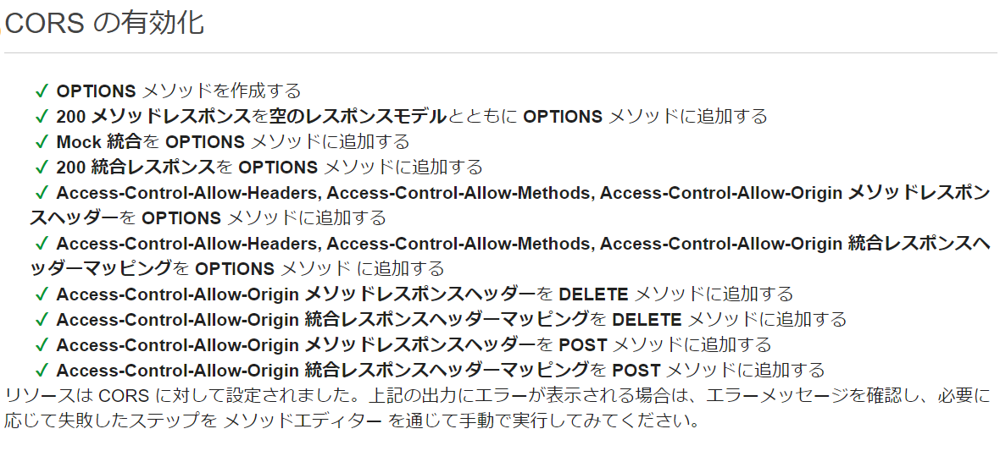 CORS の有効化
✓ OPTIONS メソッドを作成する
✓ 200 メソッドレスポンスを空のレスポンスモデルとともに OPTIONS メソッドに追加する
✓ Mock 統合を OPTIONS メソッドに追加する
✓ 200 統合レスポンスを OPTIONS メソッドに追加する
✓ Access-Control-Allow-Headers, Access-Control-Allow-Methods, Access-Control-Allow-Origin メソッドレスポン
スヘッダーを OPTIONS メソッドに追加する
✓ Access-Control-Allow-Headers, Access-Control-Allow-Methods, Access-Control-Allow-Origin 統合レスポンスヘ
ッダーマッピングを OPTIONS メソッド に追加する
✓ Access-Control-Allow-Origin メソッドレスポンスヘッダーを DELETE メソッドに追加する
✓ Access-Control-Allow-Origin 統合レスポンスヘッダーマッピングを DELETE メソッドに追加する
✓ Access-Control-Allow-Origin メソッドレスポンスヘッダーを POST メソッドに追加する
✓ Access-Control-Allow-Origin 統合レスポンスヘッダーマッピングを POST メソッドに追加する
リソースは CORS に対して設定されました。上記の出力にエラーが表示される場合は、エラーメッセージを確認し、必要に
応じて失敗したステップを メソッドエディター を通じて手動で実行してみてください。